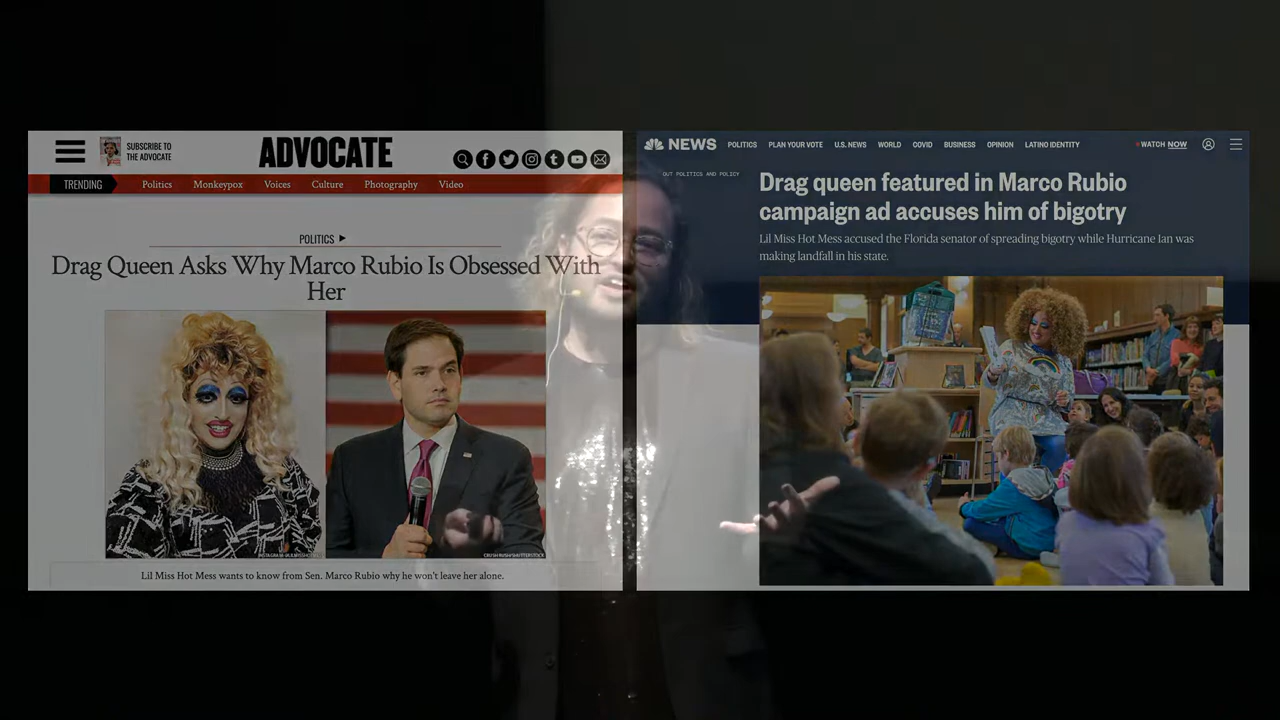 SUBSCRIBE TO
THE ADVOCATE
ADVOCATE
TRENDING
Politics Monkeypox Voices Culture Photography Video
POLITICS ▶
Drag Queen Asks Why Marco Rubio Is Obsessed With
Her
CRUSH RUSH/SHUTTERSTOCK
Lil Miss Hot Mess wants to know from Sen. Marco Rubio why he won't leave her alone.
NEWS POLITICS PLAN YOUR VOTE U.S. NEWS WORLD COVID BUSINESS OPINION LATINO IDENTITY WATCH NOW
OUT POLITICS AND POLICY
Drag queen featured in Marco Rubio
campaign ad accuses him of bigotry
Lil Miss Hot Mess accused the Florida senator of spreading bigotry while Hurricane Ian was
making landfall in his state.